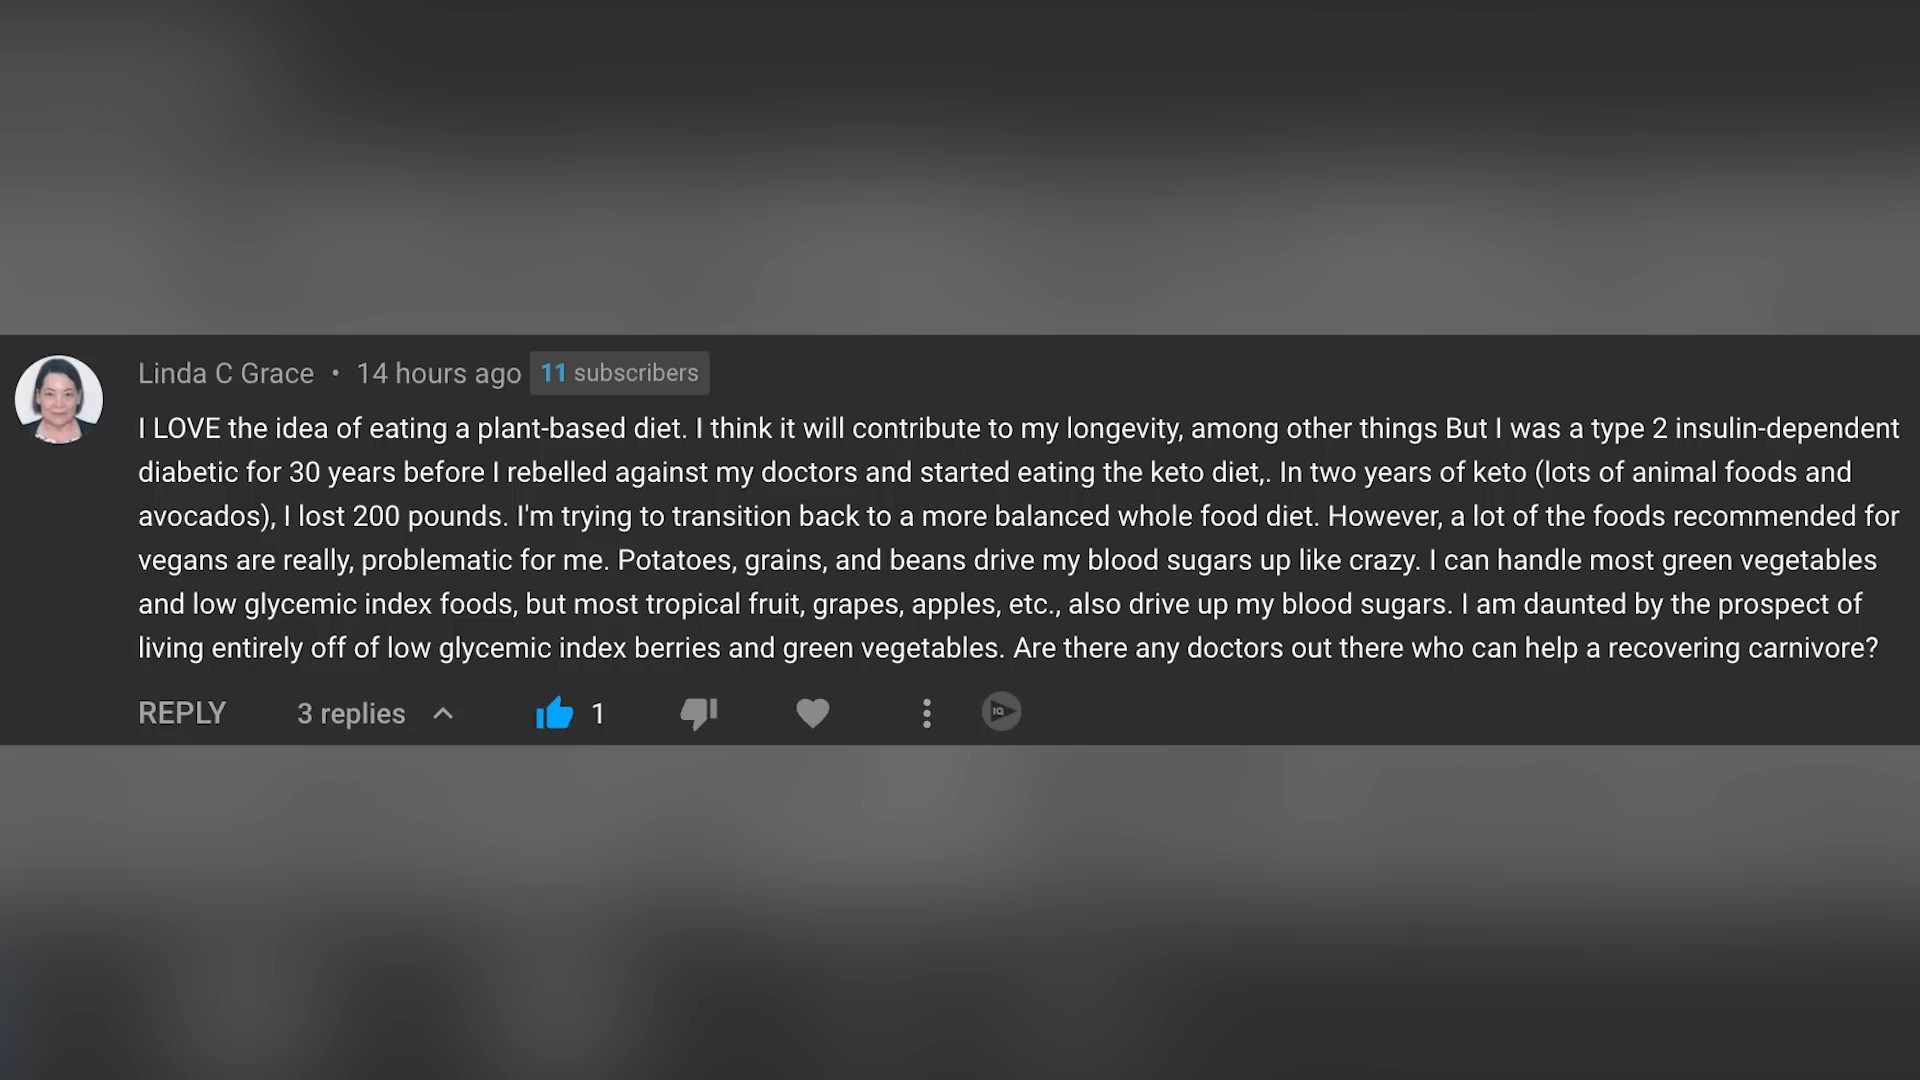 Linda C Grace • 14 hours ago 11 subscribers
I LOVE the idea of eating a plant-based diet. I think it will contribute to my longevity, among other things But I was a type 2 insulin-dependent
diabetic for 30 years before I rebelled against my doctors and started eating the keto diet,. In two years of keto (lots of animal foods and
avocados), I lost 200 pounds. I'm trying to transition back to a more balanced whole food diet. However, a lot of the foods recommended for
vegans are really, problematic for me. Potatoes, grains, and beans drive my blood sugars up like crazy. I can handle most green vegetables
and low glycemic index foods, but most tropical fruit, grapes, apples, etc., also drive up my blood sugars. I am daunted by the prospect of
living entirely off of low glycemic index berries and green vegetables. Are there any doctors out there who can help a recovering carnivore?
REPLY 3 replies 1 IQ